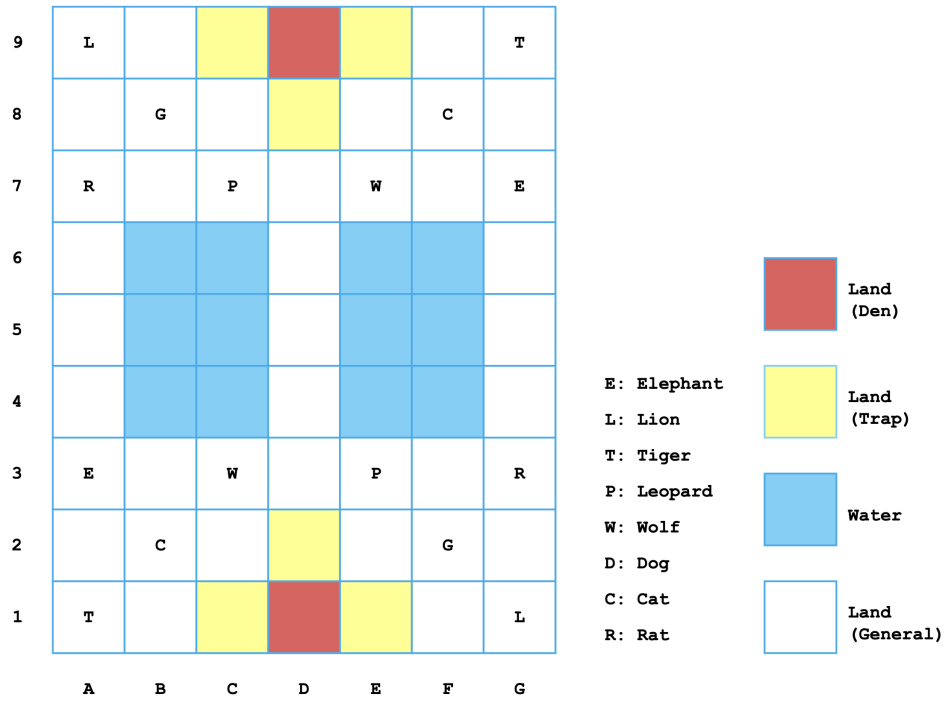 9 L T
8 G C
7 R P W E
6
5
4
3 E W P R
2 C G
1 T L
A B C D E F G
E: Elephant
L: Lion
T: Tiger
P: Leopard
W: Wolf
D: Dog
C: Cat
R: Rat
Land
(Den)
Land
(Trap)
Water
Land
(General)